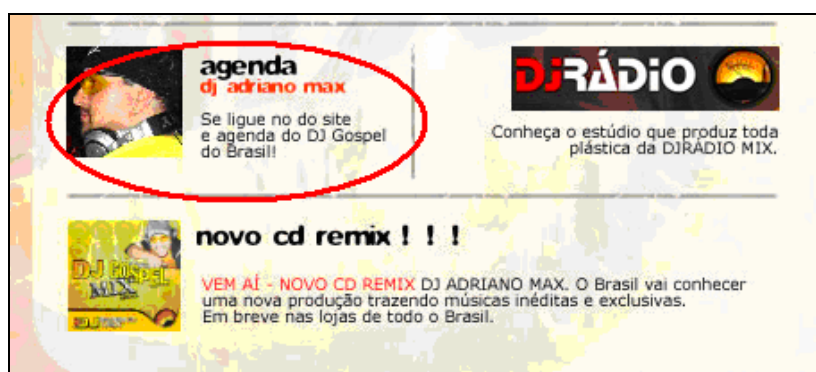 agenda
dj adriano max
Se ligue no do site
e agenda do DJ Gospel
do Brasil!
DJRÁDiO
Conheça o estúdio que produz toda
plástica da DJRÁDIO MIX.
novo cd remix ! ! !
DJ GOSPEL
MIX
VEM AÍ - NOVO CD REMIX DJ ADRIANO MAX. O Brasil vai conhecer
uma nova produção trazendo músicas inéditas e exclusivas.
Em breve nas lojas de todo o Brasil.